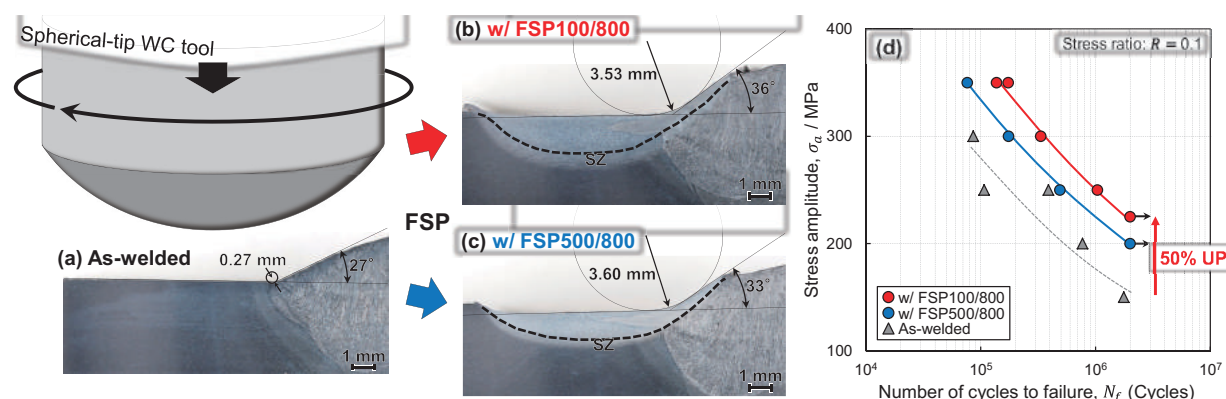 Spherical-tip WC tool
(a) As-welded
0.27 mm
27°
1 mm
FSP
(b) w/ FSP100/800
3.53 mm
36°
SZ
1 mm
(c) w/ FSP500/800
3.60 mm
33°
SZ
1 mm
(d)
Stress ratio: R = 0.1
Stress amplitude, σₐ / MPa
400
300
200
100
50% UP
w/ FSP100/800
w/ FSP500/800
As-welded
10⁴
10⁵
10⁶
10⁷
Number of cycles to failure, N_f (Cycles)